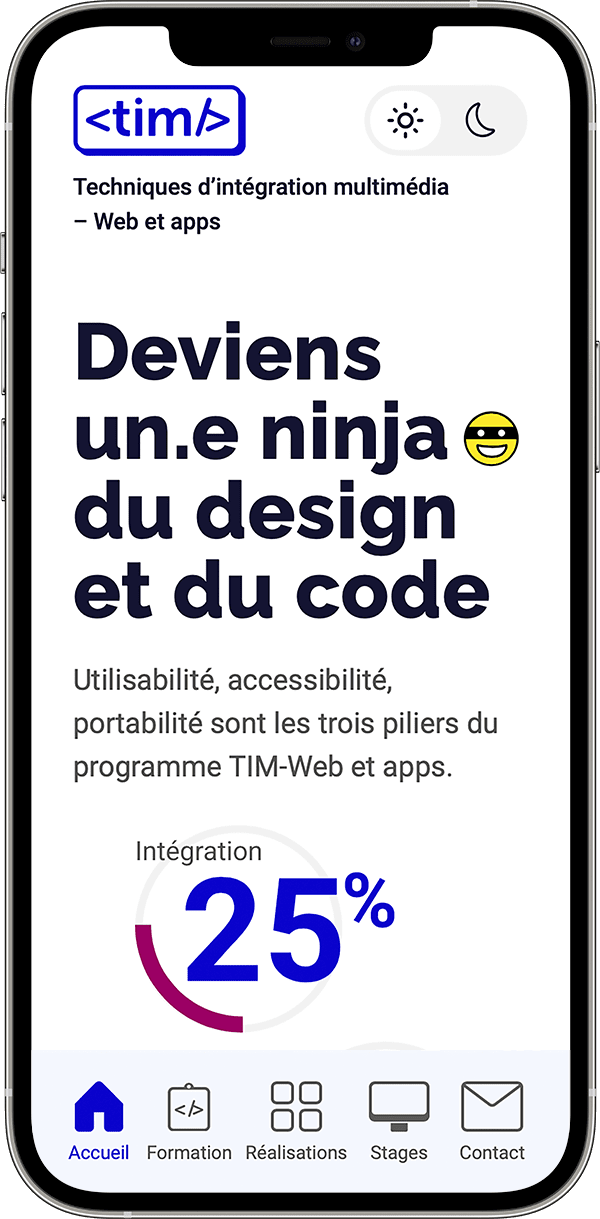 <tim/>
Techniques d’intégration multimédia
– Web et apps
Deviens
un.e ninja
du design
et du code
Utilisabilité, accessibilité,
portabilité sont les trois piliers du
programme TIM-Web et apps.
Intégration
25%
</>
Accueil
Formation
Réalisations
Stages
Contact